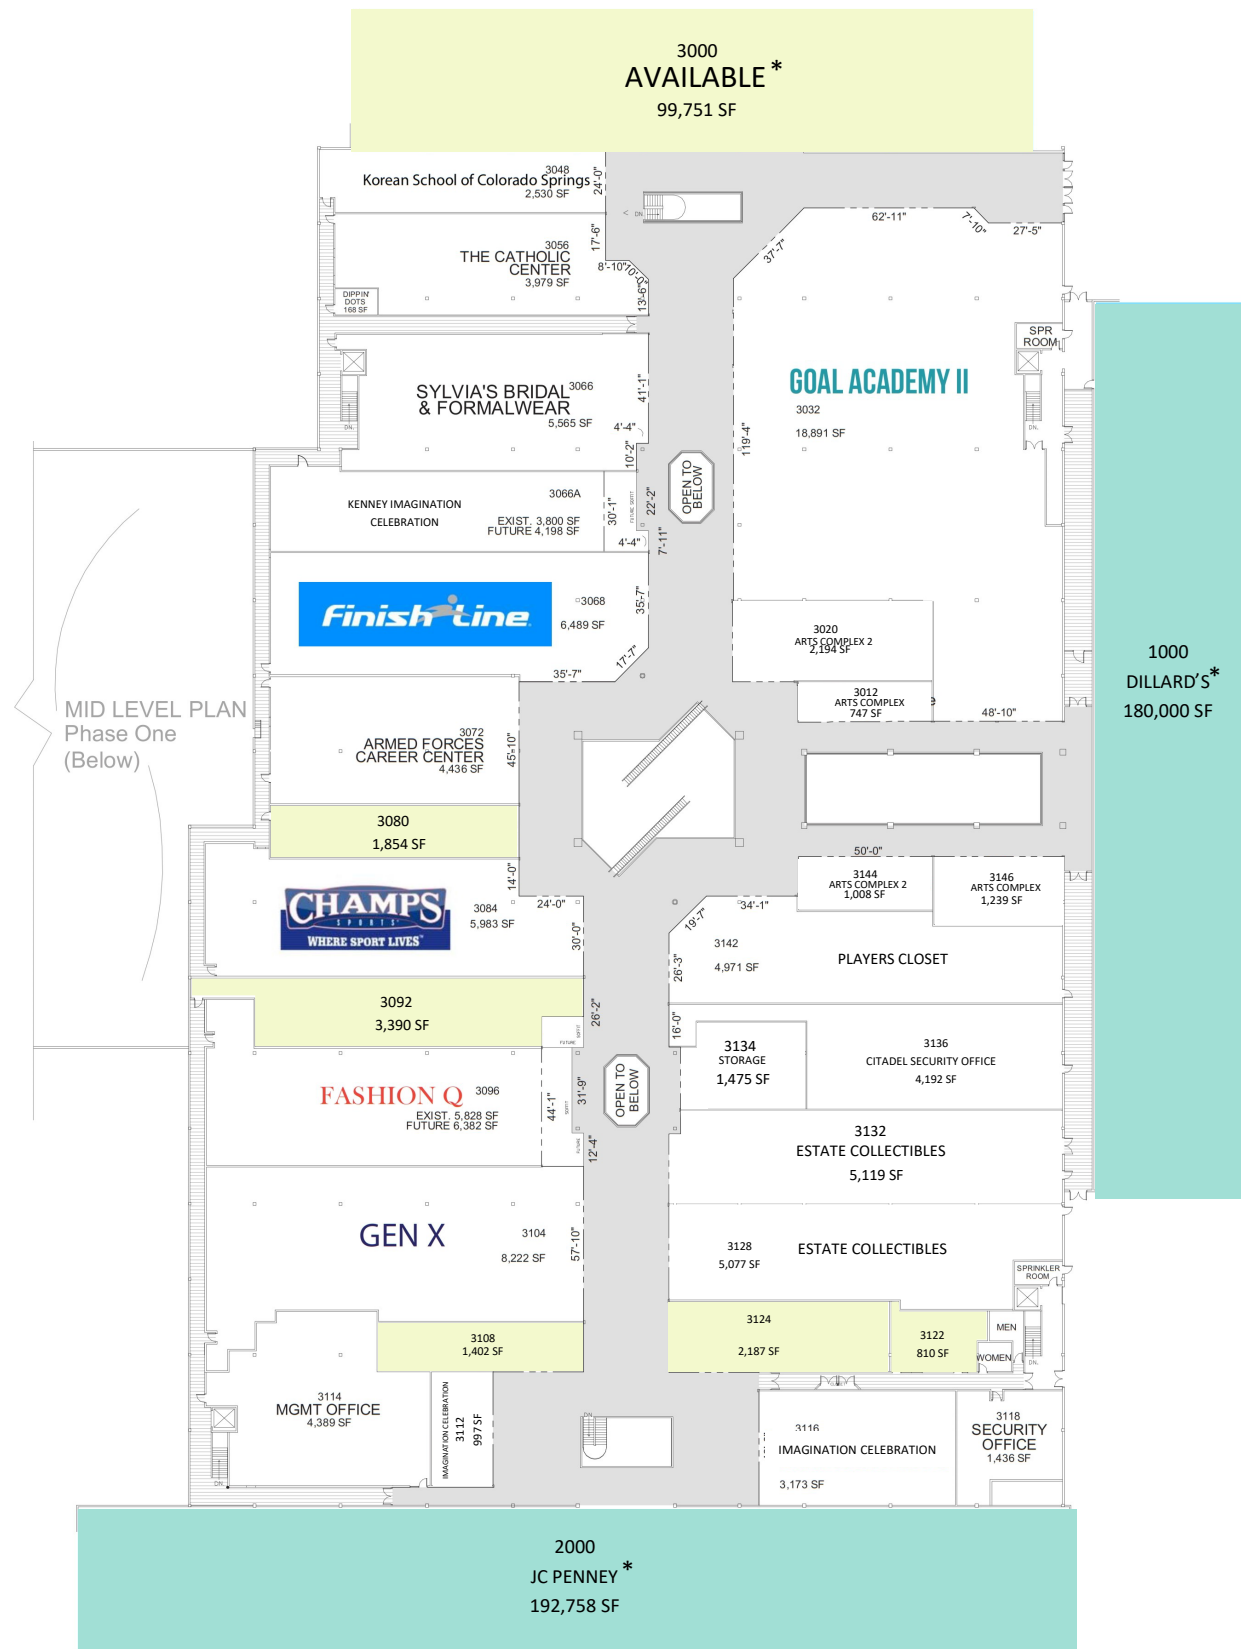 3000
AVAILABLE *
99,751 SF
3048
Korean School of Colorado Springs
2,530 SF
24'-0"
DN.
62'-11"
7'-10"
27'-5"
37'-7"
17'-6"
3056
THE CATHOLIC
CENTER
3,979 SF
8'-10"
10'-0"
13'-6"
DIPPIN'
DOTS
168 SF
SPR
ROOM
DN.
GOAL ACADEMY II
3032
18,891 SF
119'-4"
3066
SYLVIA'S BRIDAL
& FORMALWEAR
5,565 SF
41'-1"
4'-4"
10'-2"
DN.
OPEN TO
BELOW
3066A
KENNEY IMAGINATION
CELEBRATION
EXIST. 3,800 SF
FUTURE 4,198 SF
30'-1"
FUTURE SOFFIT
22'-2"
4'-4"
7'-11"
Finish Line
3068
6,489 SF
35'-7"
17'-7"
35'-7"
3020
ARTS COMPLEX 2
2,194 SF
3012
ARTS COMPLEX
747 SF
e
48'-10"
1000
DILLARD'S*
180,000 SF
MID LEVEL PLAN
Phase One
(Below)
3072
ARMED FORCES
CAREER CENTER
4,436 SF
45'-10"
3080
1,854 SF
14'-0"
24'-0"
CHAMPS
SPORTS
WHERE SPORT LIVES
3084
5,983 SF
30'-0"
50'-0"
3144
ARTS COMPLEX 2
1,008 SF
3146
ARTS COMPLEX
1,239 SF
34'-1"
19'-7"
26'-3"
3142
4,971 SF
PLAYERS CLOSET
3092
3,390 SF
26'-2"
FUTURE SOFFIT
16'-0"
3134
STORAGE
1,475 SF
3136
CITADEL SECURITY OFFICE
4,192 SF
FASHION Q
3096
EXIST. 5,828 SF
FUTURE 6,382 SF
44'-1"
FUTURE SOFFIT
31'-9"
12'-4"
OPEN TO
BELOW
3132
ESTATE COLLECTIBLES
5,119 SF
GEN X
3104
8,222 SF
57'-10"
3128
5,077 SF
ESTATE COLLECTIBLES
SPRINKLER
ROOM
3108
1,402 SF
3124
2,187 SF
3122
810 SF
MEN
WOMEN
DN.
3114
MGMT OFFICE
4,389 SF
DN.
IMAGINATION CELEBRATION
3112
997 SF
DN
3116
IMAGINATION CELEBRATION
3,173 SF
3118
SECURITY
OFFICE
1,436 SF
2000
JC PENNEY *
192,758 SF